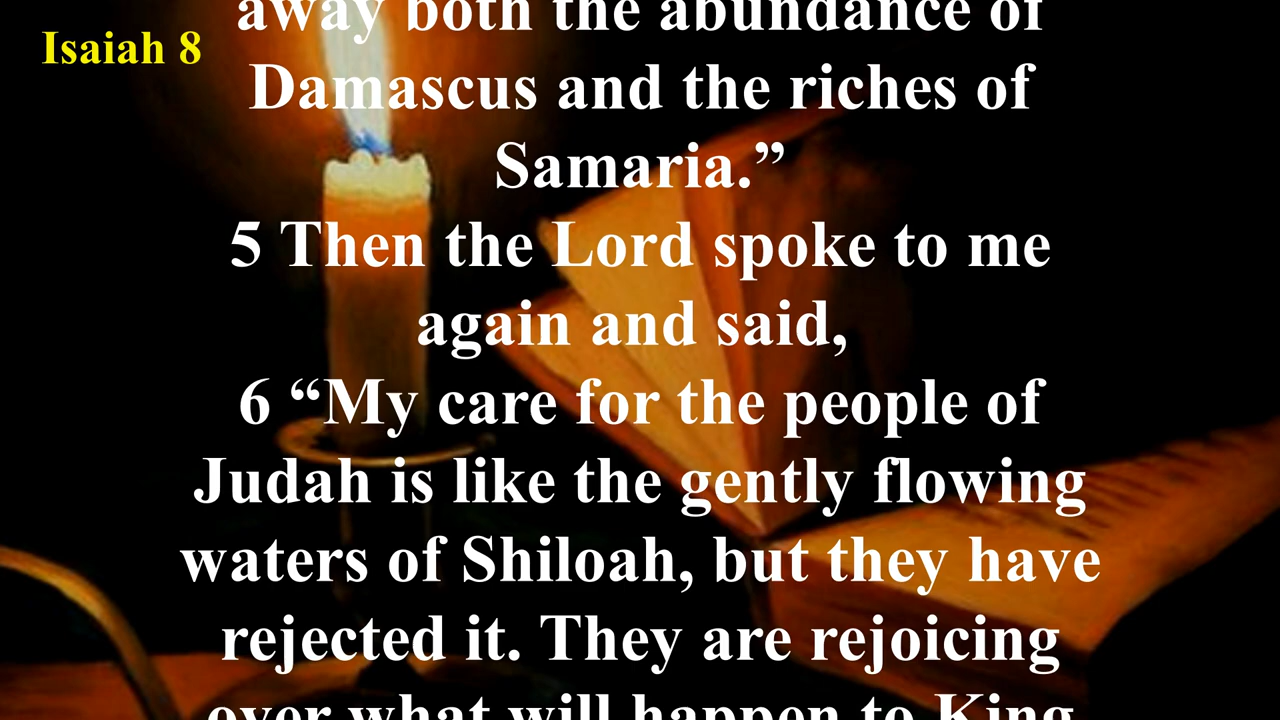 Isaiah 8
away both the abundance of
Damascus and the riches of
Samaria.”
5 Then the Lord spoke to me
again and said,
6 “My care for the people of
Judah is like the gently flowing
waters of Shiloah, but they have
rejected it. They are rejoicing
over what will happen to King